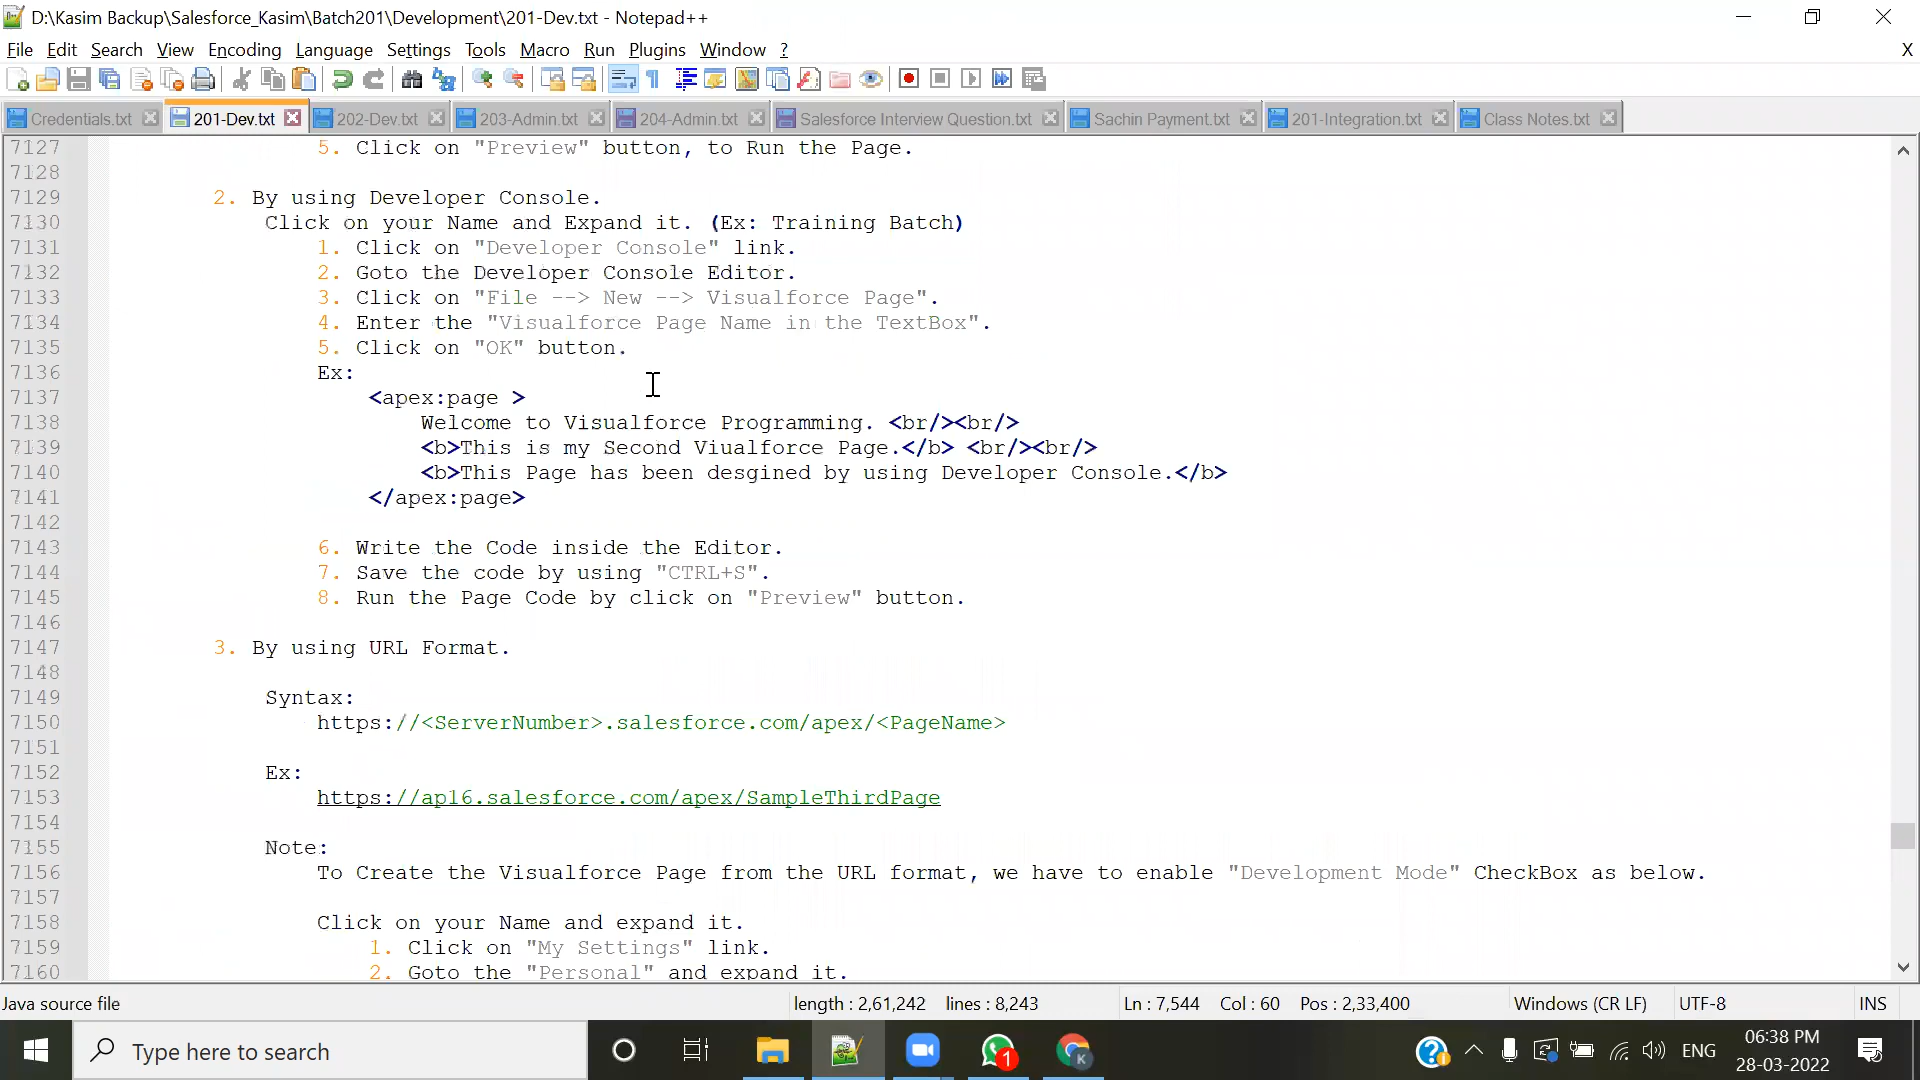 D:\Kasim Backup\Salesforce_Kasim\Batch201\Development\201-Dev.txt - Notepad++
File Edit Search View Encoding Language Settings Tools Macro Run Plugins Window ? X
Credentials.txt 201-Dev.txt 202-Dev.txt 203-Admin.txt 204-Admin.txt Salesforce Interview Question.txt Sachin Payment.txt 201-Integration.txt Class Notes.txt
7127 5. Click on "Preview" button, to Run the Page.
7128
7129 2. By using Developer Console.
7130 Click on your Name and Expand it. (Ex: Training Batch)
7131 1. Click on "Developer Console" link.
7132 2. Goto the Developer Console Editor.
7133 3. Click on "File --> New --> Visualforce Page".
7134 4. Enter the "Visualforce Page Name in the TextBox".
7135 5. Click on "OK" button.
7136 Ex:
7137 <apex:page >
7138 Welcome to Visualforce Programming. <br/><br/>
7139 <b>This is my Second Viualforce Page.</b> <br/><br/>
7140 <b>This Page has been desgined by using Developer Console.</b>
7141 </apex:page>
7142
7143 6. Write the Code inside the Editor.
7144 7. Save the code by using "CTRL+S".
7145 8. Run the Page Code by click on "Preview" button.
7146
7147 3. By using URL Format.
7148
7149 Syntax:
7150 https://<ServerNumber>.salesforce.com/apex/<PageName>
7151
7152 Ex:
7153 https://ap16.salesforce.com/apex/SampleThirdPage
7154
7155 Note:
7156 To Create the Visualforce Page from the URL format, we have to enable "Development Mode" CheckBox as below.
7157
7158 Click on your Name and expand it.
7159 1. Click on "My Settings" link.
7160 2. Goto the "Personal" and expand it.
Java source file length : 2,61,242 lines : 8,243 Ln : 7,544 Col : 60 Pos : 2,33,400 Windows (CR LF) UTF-8 INS
Type here to search 1 K ENG 06:38 PM
28-03-2022